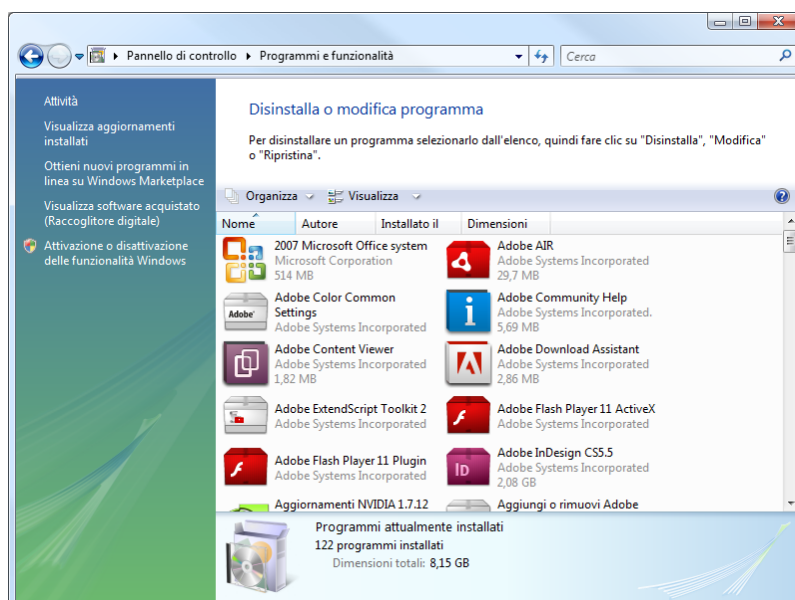 Pannello di controllo
Programmi e funzionalità
Cerca
Attività
Visualizza aggiornamenti
installati
Ottieni nuovi programmi in
linea su Windows Marketplace
Visualizza software acquistato
(Raccoglitore digitale)
Attivazione o disattivazione
delle funzionalità Windows
Disinstalla o modifica programma
Per disinstallare un programma selezionarlo dall'elenco, quindi fare clic su "Disinstalla", "Modifica"
o "Ripristina".
Organizza Visualizza
Nome Autore Installato il Dimensioni
2007 Microsoft Office system
Microsoft Corporation
514 MB
Adobe AIR
Adobe Systems Incorporated
29,7 MB
Adobe
Adobe Color Common
Settings
Adobe Systems Incorporated
Adobe Community Help
Adobe Systems Incorporated.
5,69 MB
Adobe Content Viewer
Adobe Systems Incorporated
1,82 MB
Adobe Download Assistant
Adobe Systems Incorporated
2,86 MB
Adobe ExtendScript Toolkit 2
Adobe Systems Incorporated
Adobe Flash Player 11 ActiveX
Adobe Systems Incorporated
Adobe Flash Player 11 Plugin
Adobe Systems Incorporated
ID
Adobe InDesign CS5.5
Adobe Systems Incorporated
2,08 GB
Aggiornamenti NVIDIA 1.7.12
Aggiungi o rimuovi Adobe
Programmi attualmente installati
122 programmi installati
Dimensioni totali: 8,15 GB